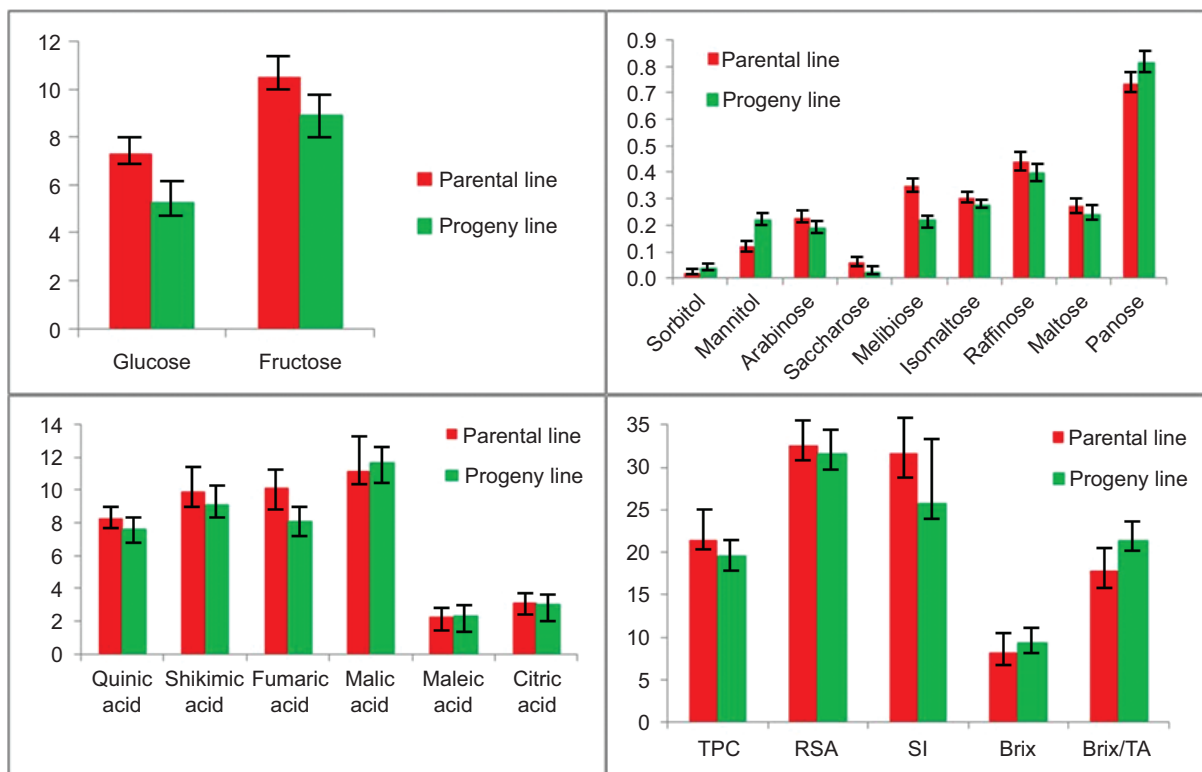 12
10
8
6
4
2
0
Parental line
Progeny line
Glucose Fructose
0.9
0.8
0.7
0.6
0.5
0.4
0.3
0.2
0.1
0.0
Parental line
Progeny line
Sorbitol
Mannitol
Arabinose
Saccharose
Melibiose
Isomaltose
Raffinose
Maltose
Panose
14
12
10
8
6
4
2
0
Parental line
Progeny line
Quinic acid
Shikimic acid
Fumaric acid
Malic acid
Maleic acid
Citric acid
35
30
25
20
15
10
5
0
Parental line
Progeny line
TPC RSA SI Brix Brix/TA